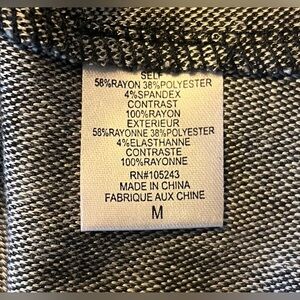 SELF
58%RAYON 38%POLYESTER
4%SPANDEX
CONTRAST
100%RAYON
EXTERIEUR
58%RAYONNE 38%POLYESTER
4%ELASTHANNE
CONTRASTE
100%RAYONNE
RN#105243
MADE IN CHINA
FABRIQUE AUX CHINE
M